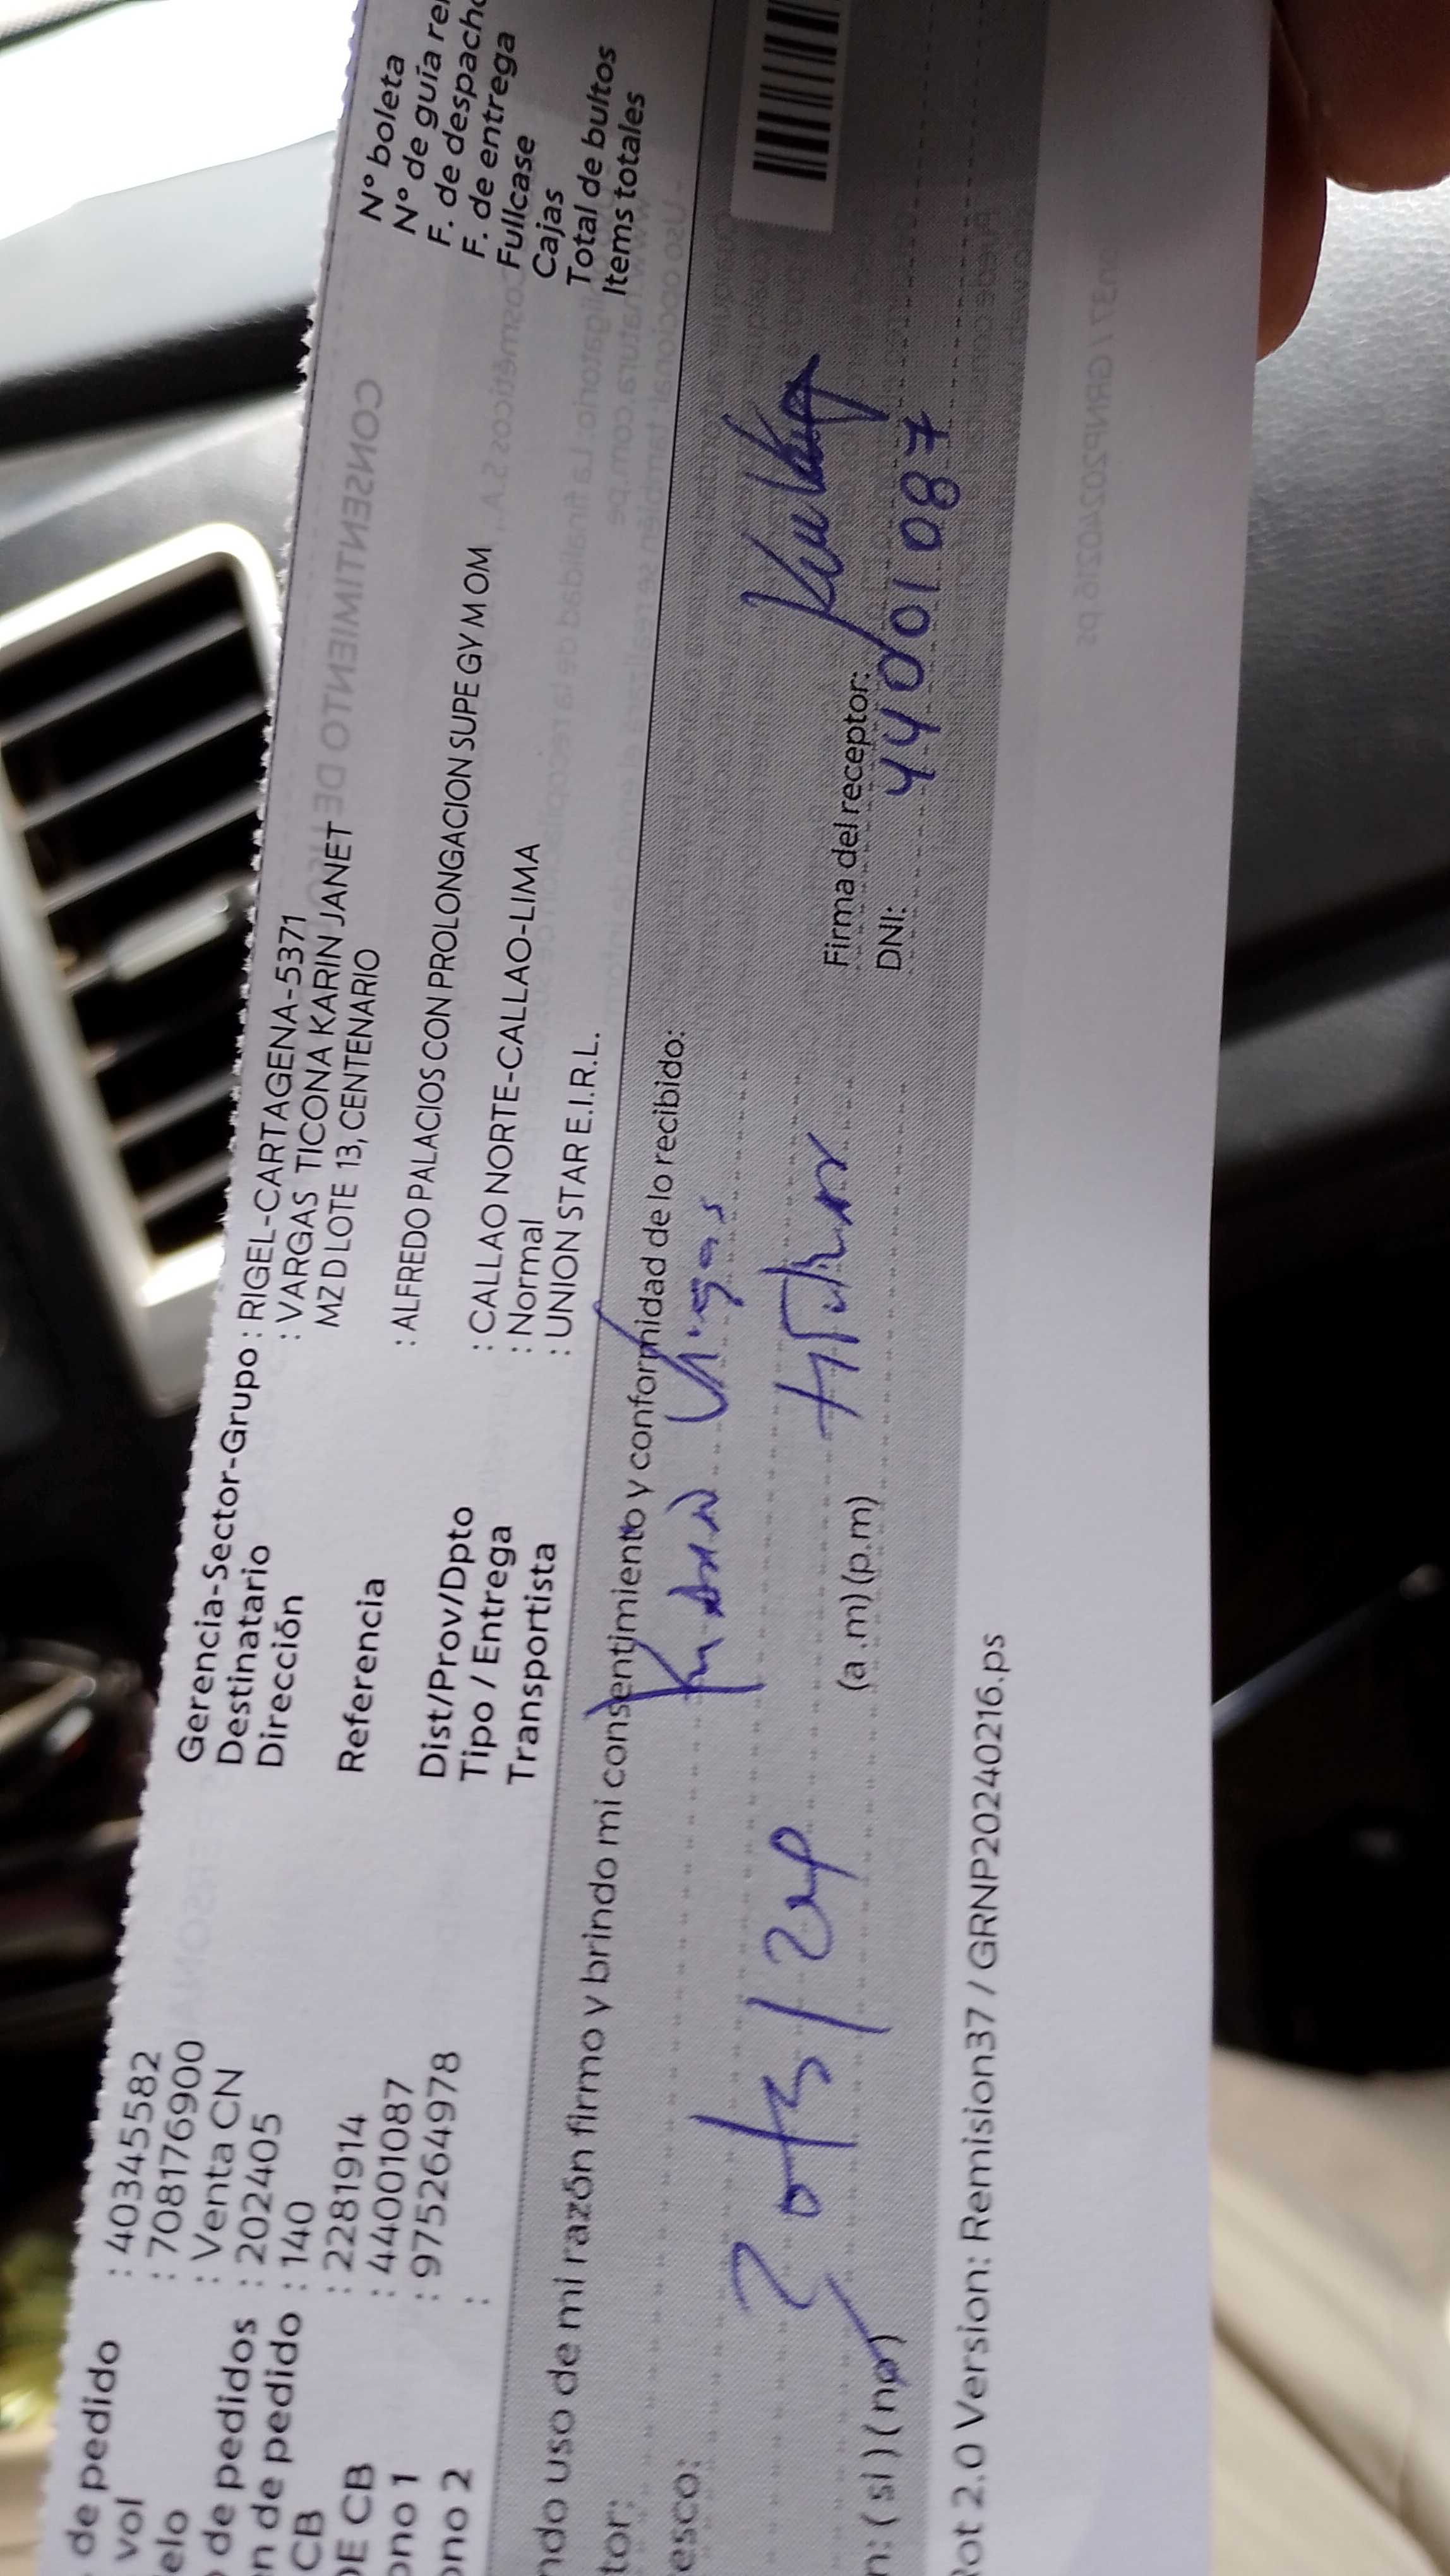 de pedido : 403455582
vol : 708176900
elo : Venta CN
de pedidos : 202405
n de pedido : 140
CB : 2281914
DE CB : 44001087
ono 1 : 975264978
ono 2 :
Gerencia-Sector-Grupo : RIGEL-CARTAGENA-5371
Destinatario : VARGAS TICONA KARIN JANET
Dirección MZ D LOTE 13, CENTENARIO
Referencia : ALFREDO PALACIOS CON PROLONGACION SUPE GY M OM
Dist/Prov/Dpto : CALLAO NORTE-CALLAO-LIMA
Tipo / Entrega : Normal
Transportista : UNION STAR E.I.R.L.
N° boleta
N° de guía re
F. de despacho
F. de entrega
Fullcase
Cajas
Total de bultos
Items totales
ndo uso de mi razón firmo y brindo mi consentimiento y conformidad de lo recibido:
tor: Vargas
esco:
n: (si) (no) (a.m) (p.m)
Firma del receptor:
DNI: 44001087
Rot 2.0 Version: Remision37 / GRNP20240216.ps